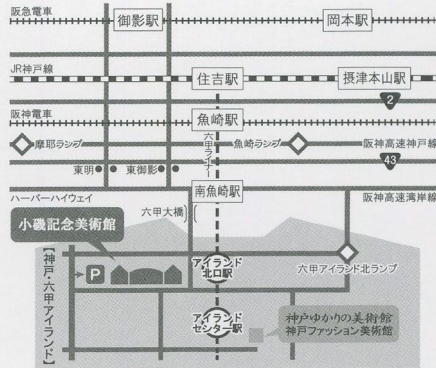 阪急電車
御影駅
岡本駅
JR神戸線
住吉駅
摂津本山駅
2
阪神電車
魚崎駅
摩耶ランプ
六甲ライナー
魚崎ランプ
阪神高速神戸線
43
東明
東御影
南魚崎駅
ハーバーハイウェイ
阪神高速湾岸線
六甲大橋
小磯記念美術館
【神戸・六甲アイランド】
P
アイランド
北口駅
六甲アイランド北ランプ
アイランド
センター駅
神戸ゆかりの美術館
神戸ファッション美術館